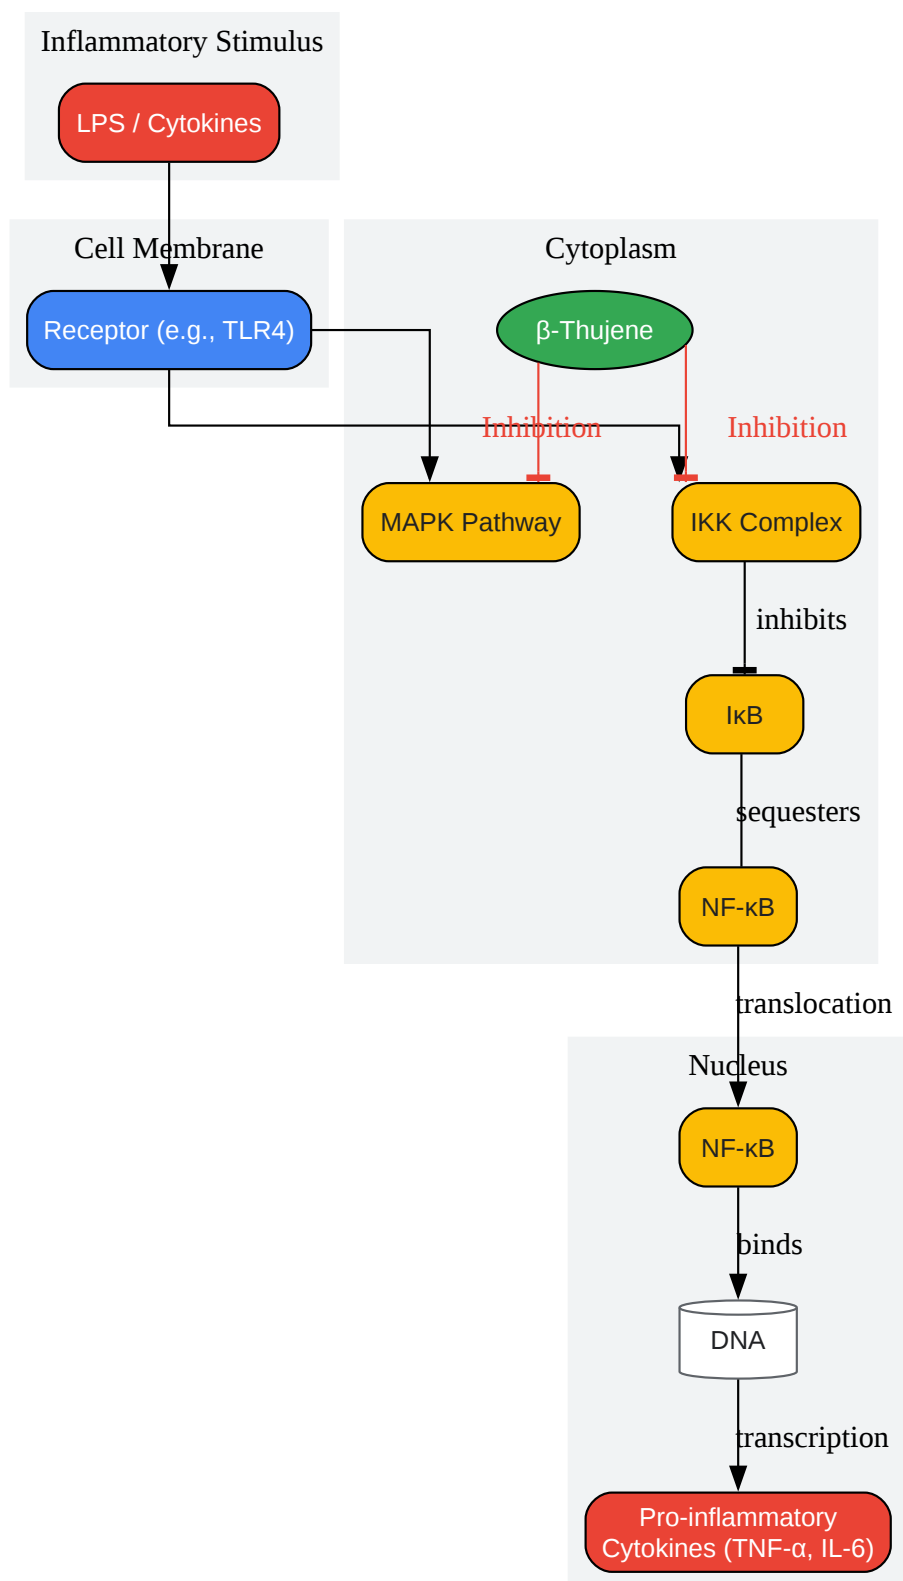 Inflammatory Stimulus
LPS / Cytokines
Cell Membrane
Cytoplasm
Receptor (e.g., TLR4)
β-Thujene
Inhibition
Inhibition
MAPK Pathway
IKK Complex
inhibits
IκB
sequesters
NF-κB
translocation
Nucleus
NF-κB
binds
DNA
transcription
Pro-inflammatory
Cytokines (TNF-α, IL-6)